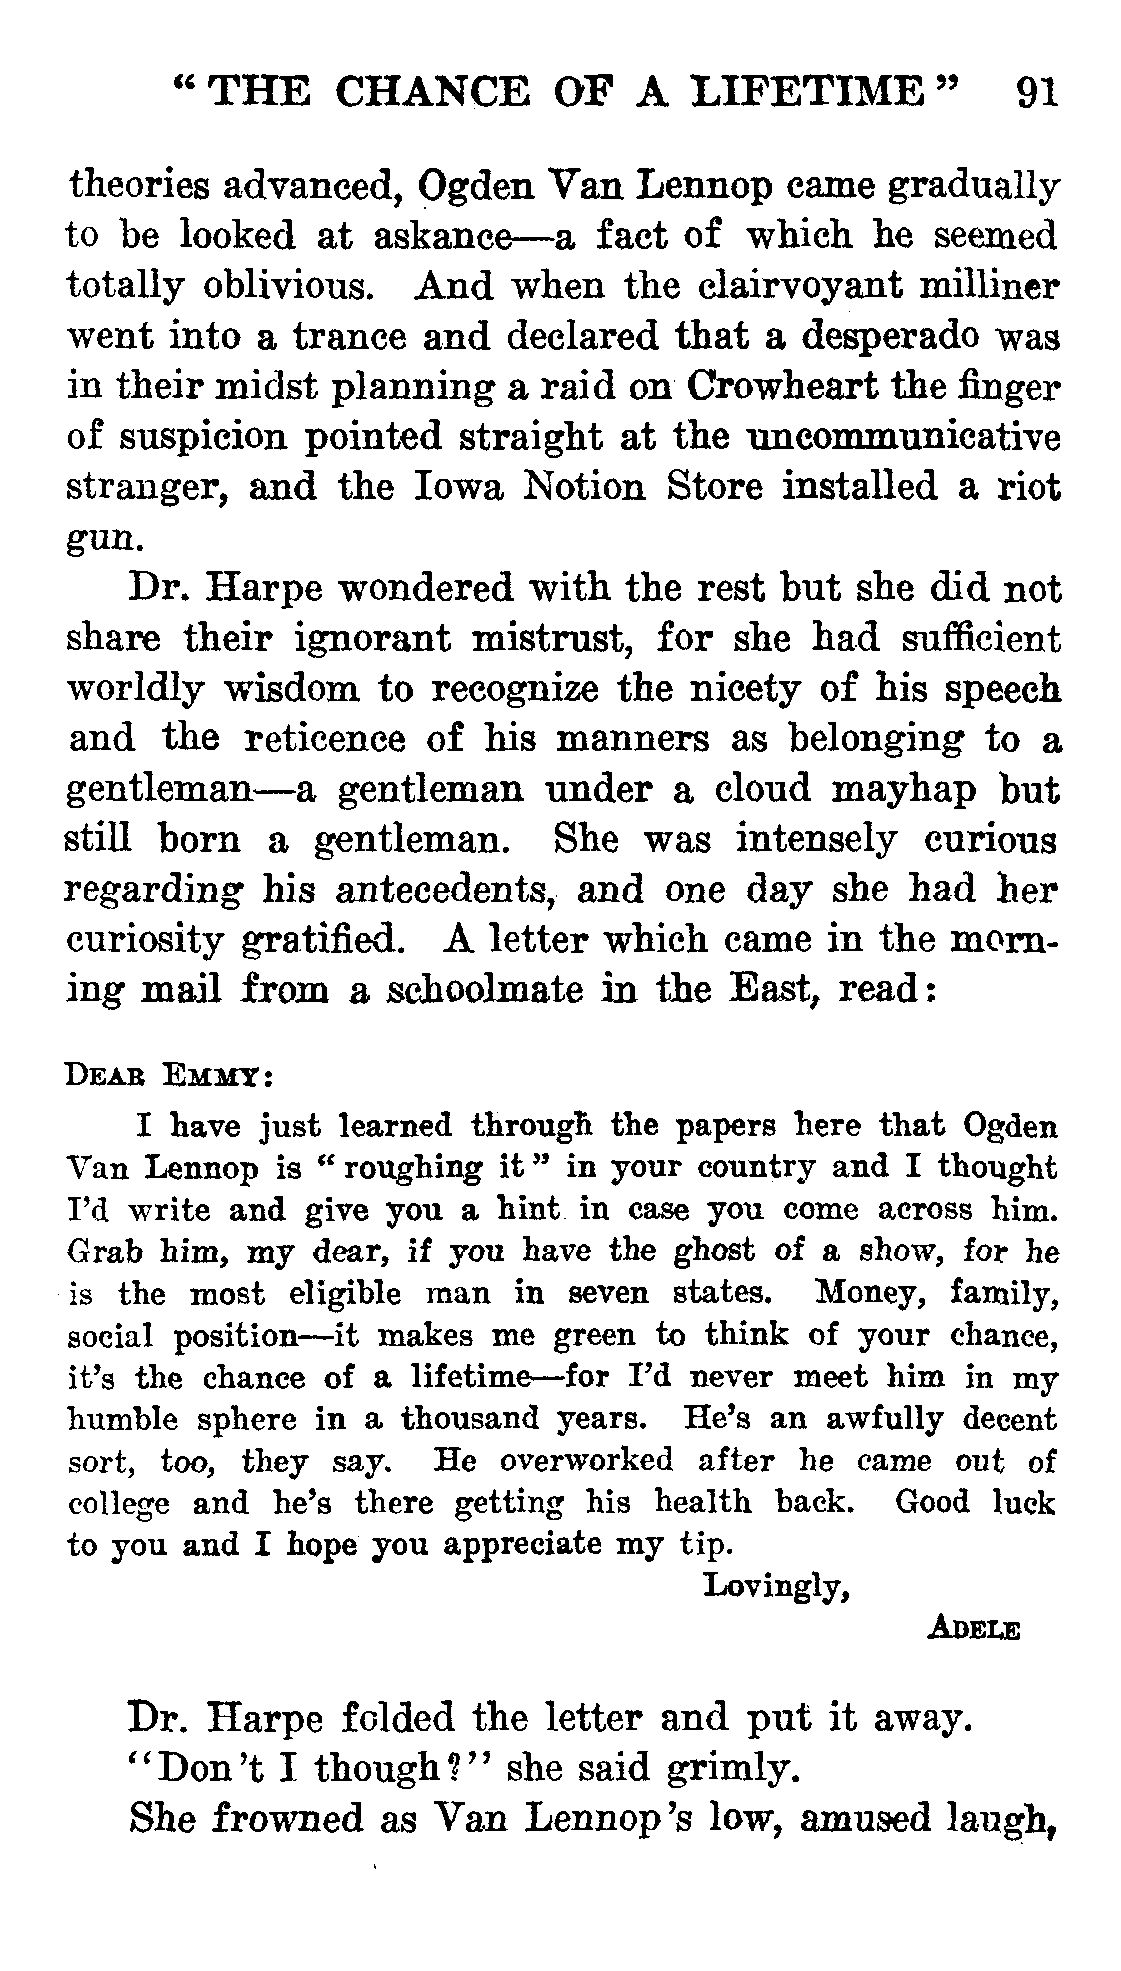 “ THE CHANCE OF A LIFETIME ” 91
theories advanced, Ogden Van Lennop came gradually
to be looked at askance—a fact of which he seemed
totally oblivious. And when the clairvoyant milliner
went into a trance and declared that a desperado was
in their midst planning a raid on Crowheart the finger
of suspicion pointed straight at the uncommunicative
stranger, and the Iowa Notion Store installed a riot
gun.
Dr. Harpe wondered with the rest but she did not
share their ignorant mistrust, for she had sufficient
worldly wisdom to recognize the nicety of his speech
and the reticence of his manners as belonging to a
gentleman—a gentleman under a cloud mayhap but
still born a gentleman. She was intensely curious
regarding his antecedents, and one day she had her
curiosity gratified. A letter which came in the morn-
ing mail from a schoolmate in the East, read:
DEAR EMMY:
I have just learned through the papers here that Ogden
Van Lennop is “ roughing it ” in your country and I thought
I’d write and give you a hint in case you come across him.
Grab him, my dear, if you have the ghost of a show, for he
is the most eligible man in seven states. Money, family,
social position—it makes me green to think of your chance,
it’s the chance of a lifetime—for I’d never meet him in my
humble sphere in a thousand years. He’s an awfully decent
sort, too, they say. He overworked after he came out of
college and he’s there getting his health back. Good luck
to you and I hope you appreciate my tip.
Lovingly,
ADELE
Dr. Harpe folded the letter and put it away.
“Don’t I though?” she said grimly.
She frowned as Van Lennop’s low, amused laugh,